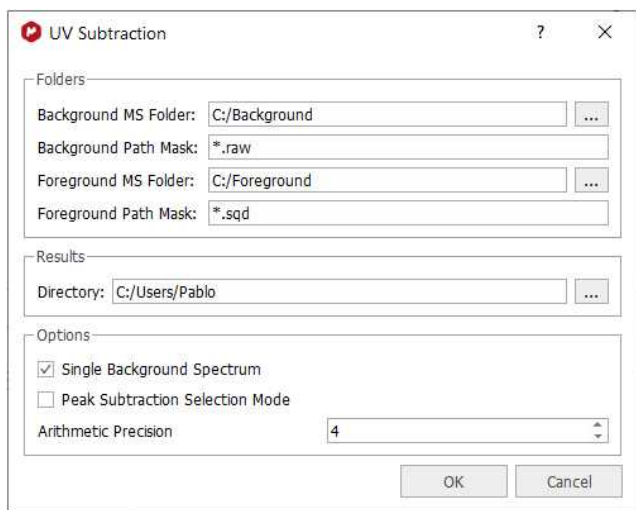 UV Subtraction ?
Folders
Background MS Folder: C:/Background ...
Background Path Mask: *.raw
Foreground MS Folder: C:/Foreground ...
Foreground Path Mask: *.sqd
Results
Directory: C:/Users/Pablo ...
Options
Single Background Spectrum
Peak Subtraction Selection Mode
Arithmetic Precision 4
OK Cancel